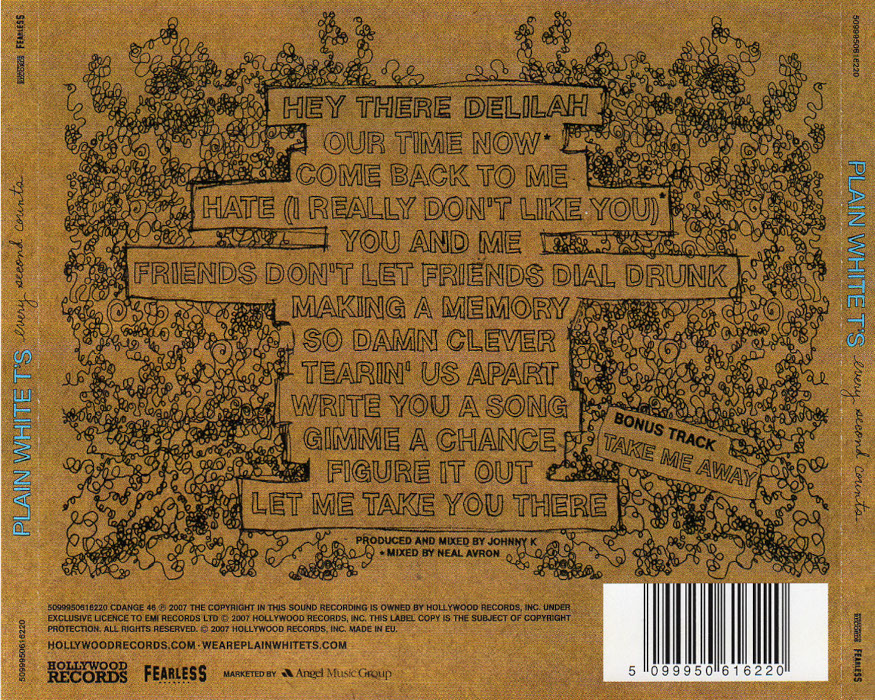 HEY THERE DELILAH
OUR TIME NOW*
COME BACK TO ME
HATE (I REALLY DON'T LIKE YOU)*
YOU AND ME
FRIENDS DON'T LET FRIENDS DIAL DRUNK
MAKING A MEMORY
SO DAMN CLEVER
TEARIN' US APART
WRITE YOU A SONG
GIMME A CHANCE
FIGURE IT OUT
LET ME TAKE YOU THERE
BONUS TRACK
TAKE ME AWAY
PRODUCED AND MIXED BY JOHNNY K
*MIXED BY NEAL AVRON
5099950616220 CDANGE 46 ℗ 2007 THE COPYRIGHT IN THIS SOUND RECORDING IS OWNED BY HOLLYWOOD RECORDS, INC. UNDER
EXCLUSIVE LICENCE TO EMI RECORDS LTD © 2007 HOLLYWOOD RECORDS, INC. THIS LABEL COPY IS THE SUBJECT OF COPYRIGHT
PROTECTION. ALL RIGHTS RESERVED. © 2007 HOLLYWOOD RECORDS, INC. MADE IN EU.
HOLLYWOODRECORDS.COM · WEAREPLAINWHITETS.COM
HOLLYWOOD
RECORDS
FEARLESS
RECORDS
MARKETED BY Angel Music Group
5 099950 616220
PLAIN WHITE T'S every second counts
FEARLESS
5099950616220
PLAIN WHITE T'S every second counts
FEARLESS
5099950616220